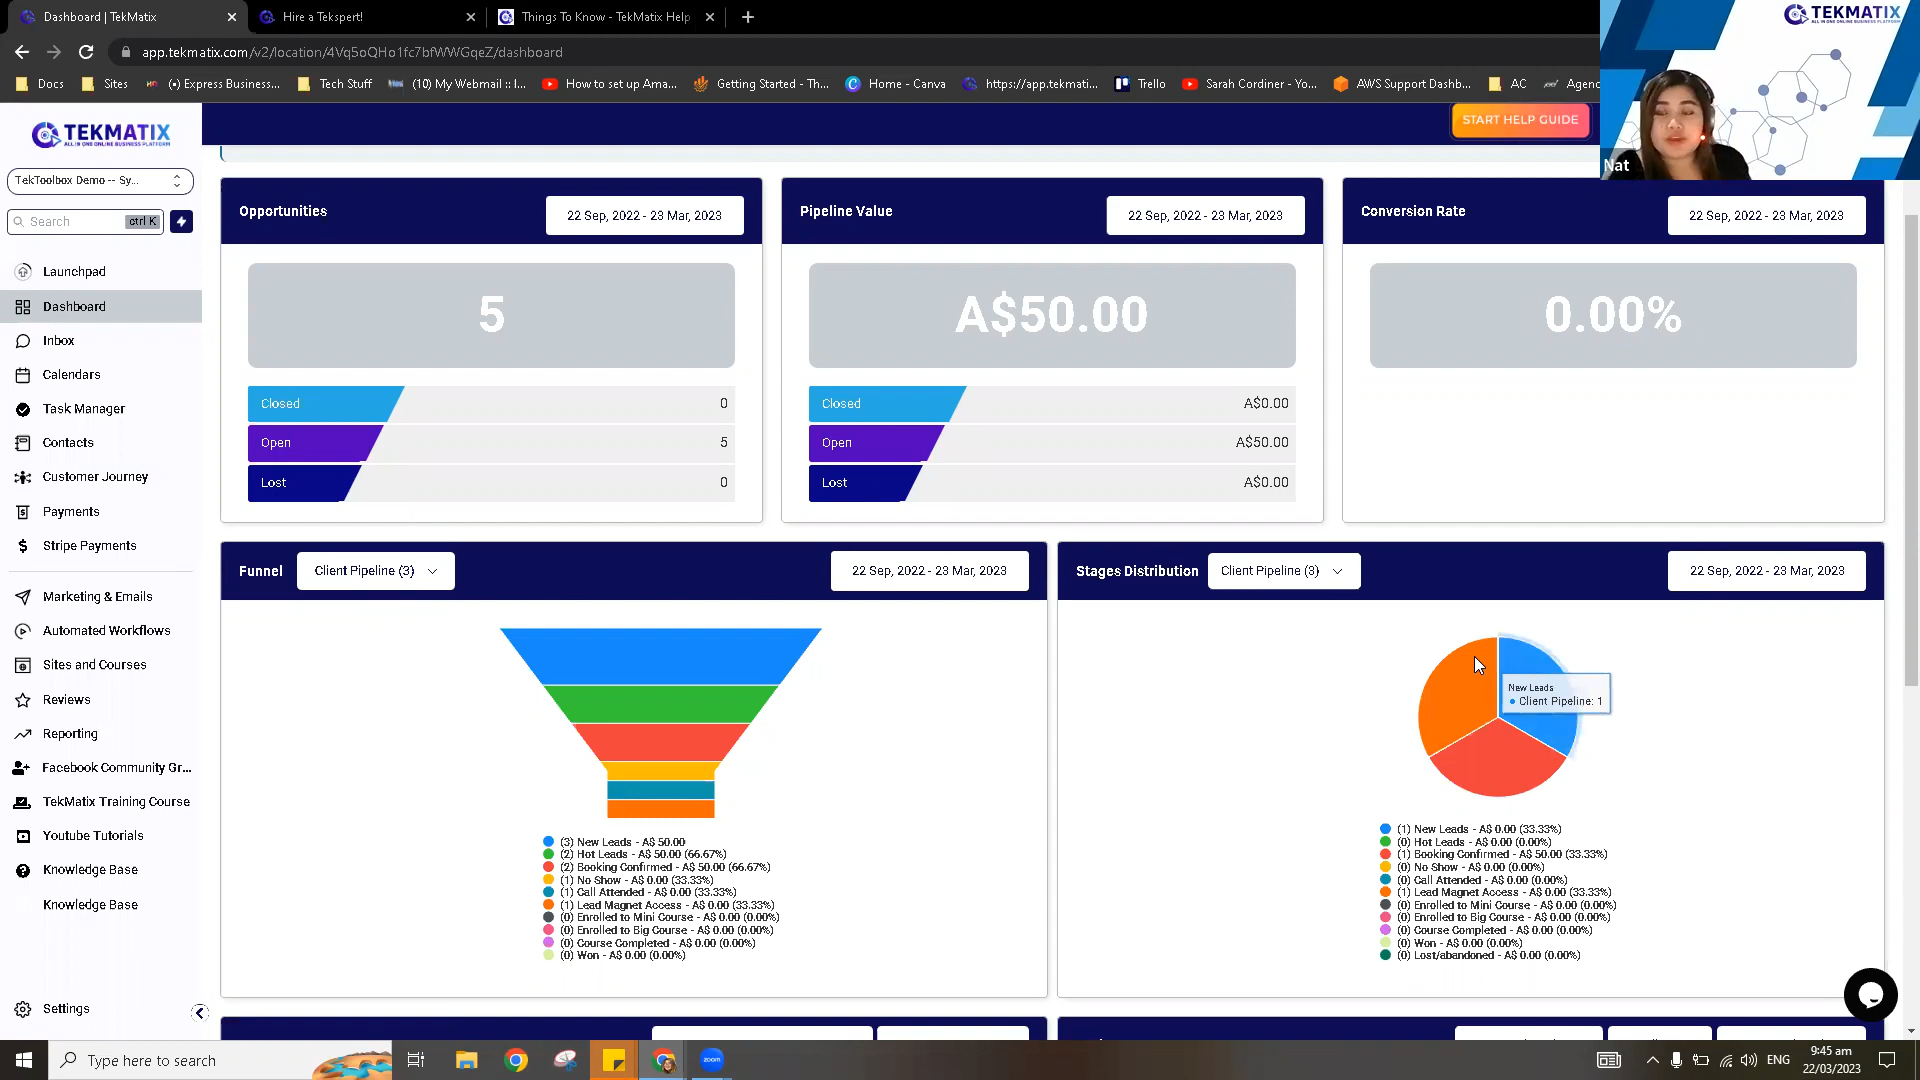 Dashboard | TekMatix
Hire a Tekspert!
Things To Know - TekMatix Help
TEKMATIX
app.tekmatix.com/v2/location/4Vq5oQHo1fc7bfWWGqeZ/dashboard
Docs
Sites
(•) Express Business...
Tech Stuff
(10) My Webmail :: I...
How to set up Ama...
Getting Started - Th...
Home - Canva
https://app.tekmati...
Trello
Sarah Cordiner - Yo...
AWS Support Dashb...
AC
Agen
Nat
TEKMATIX
ALL IN ONE ONLINE BUSINESS PLATFORM
START HELP GUIDE
TekToolbox Demo -- Sy...
Search
ctrl K
Launchpad
Dashboard
Inbox
Calendars
Task Manager
Contacts
Customer Journey
Payments
Stripe Payments
Marketing & Emails
Automated Workflows
Sites and Courses
Reviews
Reporting
Facebook Community Gr...
TekMatix Training Course
Youtube Tutorials
Knowledge Base
Knowledge Base
Settings
Opportunities
22 Sep, 2022 - 23 Mar, 2023
5
Closed 0
Open 5
Lost 0
Pipeline Value
22 Sep, 2022 - 23 Mar, 2023
A$50.00
Closed A$0.00
Open A$50.00
Lost A$0.00
Conversion Rate
22 Sep, 2022 - 23 Mar, 2023
0.00%
Funnel
Client Pipeline (3)
22 Sep, 2022 - 23 Mar, 2023
(3) New Leads - A$ 50.00
(2) Hot Leads - A$ 50.00 (66.67%)
(2) Booking Confirmed - A$ 50.00 (66.67%)
(1) No Show - A$ 0.00 (33.33%)
(1) Call Attended - A$ 0.00 (33.33%)
(1) Lead Magnet Access - A$ 0.00 (33.33%)
(0) Enrolled to Mini Course - A$ 0.00 (0.00%)
(0) Enrolled to Big Course - A$ 0.00 (0.00%)
(0) Course Completed - A$ 0.00 (0.00%)
(0) Won - A$ 0.00 (0.00%)
Stages Distribution
Client Pipeline (3)
22 Sep, 2022 - 23 Mar, 2023
New Leads
Client Pipeline: 1
(1) New Leads - A$ 0.00 (33.33%)
(0) Hot Leads - A$ 0.00 (0.00%)
(1) Booking Confirmed - A$ 50.00 (33.33%)
(0) No Show - A$ 0.00 (0.00%)
(0) Call Attended - A$ 0.00 (0.00%)
(1) Lead Magnet Access - A$ 0.00 (33.33%)
(0) Enrolled to Mini Course - A$ 0.00 (0.00%)
(0) Enrolled to Big Course - A$ 0.00 (0.00%)
(0) Course Completed - A$ 0.00 (0.00%)
(0) Won - A$ 0.00 (0.00%)
(0) Lost/abandoned - A$ 0.00 (0.00%)
Type here to search
zoom
ENG
9:45 am
22/03/2023